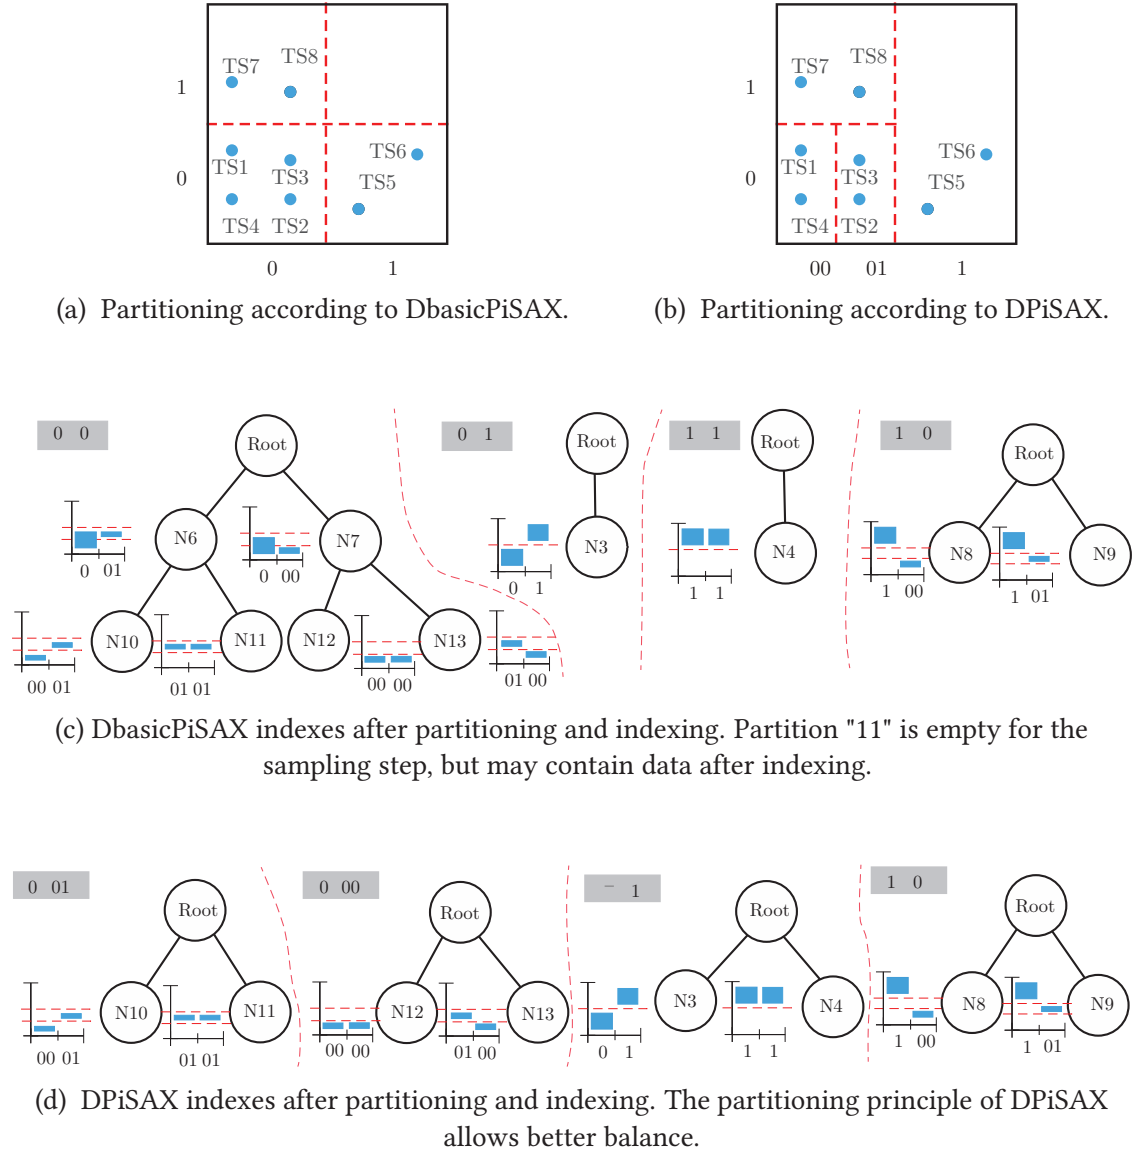 TS7 TS8
1
TS1 TS3 TS6
0
TS5
TS4 TS2
0 1
(a) Partitioning according to DbasicPiSAX.
TS7 TS8
1
TS1 TS3 TS6
0
TS5
TS4 TS2
00 01 1
(b) Partitioning according to DPiSAX.
0 0
Root
N6
0 01
N7
0 00
N10
00 01
N11
01 01
N12
N13
00 00
01 00
0 1
Root
N3
0 1
1 1
Root
N4
1 1
1 0
Root
N8
1 00
N9
1 01
(c) DbasicPiSAX indexes after partitioning and indexing. Partition "11" is empty for the
sampling step, but may contain data after indexing.
0 01
Root
N10
N11
00 01
01 01
0 00
Root
N12
N13
00 00
01 00
– 1
Root
N3
N4
0 1
1 1
1 0
Root
N8
N9
1 00
1 01
(d) DPiSAX indexes after partitioning and indexing. The partitioning principle of DPiSAX
allows better balance.